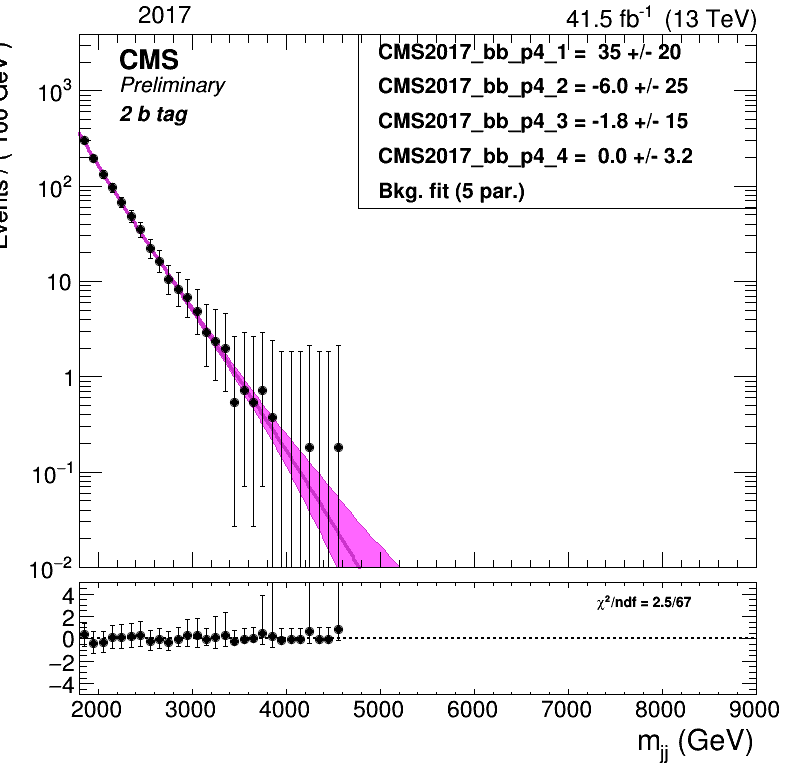 2017
41.5 fb⁻¹ (13 TeV)
CMS
Preliminary
2 b tag
CMS2017_bb_p4_1 = 35 +/- 20
CMS2017_bb_p4_2 = -6.0 +/- 25
CMS2017_bb_p4_3 = -1.8 +/- 15
CMS2017_bb_p4_4 = 0.0 +/- 3.2
Bkg. fit (5 par.)
10³
10²
10
1
10⁻¹
10⁻²
χ²/ndf = 2.5/67
4
2
0
−2
−4
2000 3000 4000 5000 6000 7000 8000 9000
m_jj (GeV)